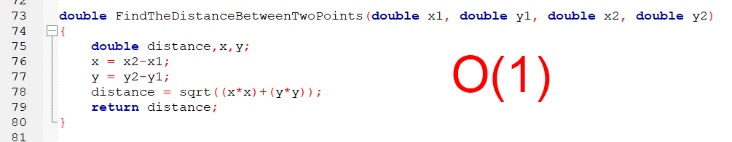 72
73 double FindTheDistanceBetweenTwoPoints(double x1, double y1, double x2, double y2)
74 {
75 double distance,x,y;
76 x = x2-x1;
77 y = y2-y1;
78 distance = sqrt((x*x)+(y*y));
79 return distance;
80 }
81
O(1)